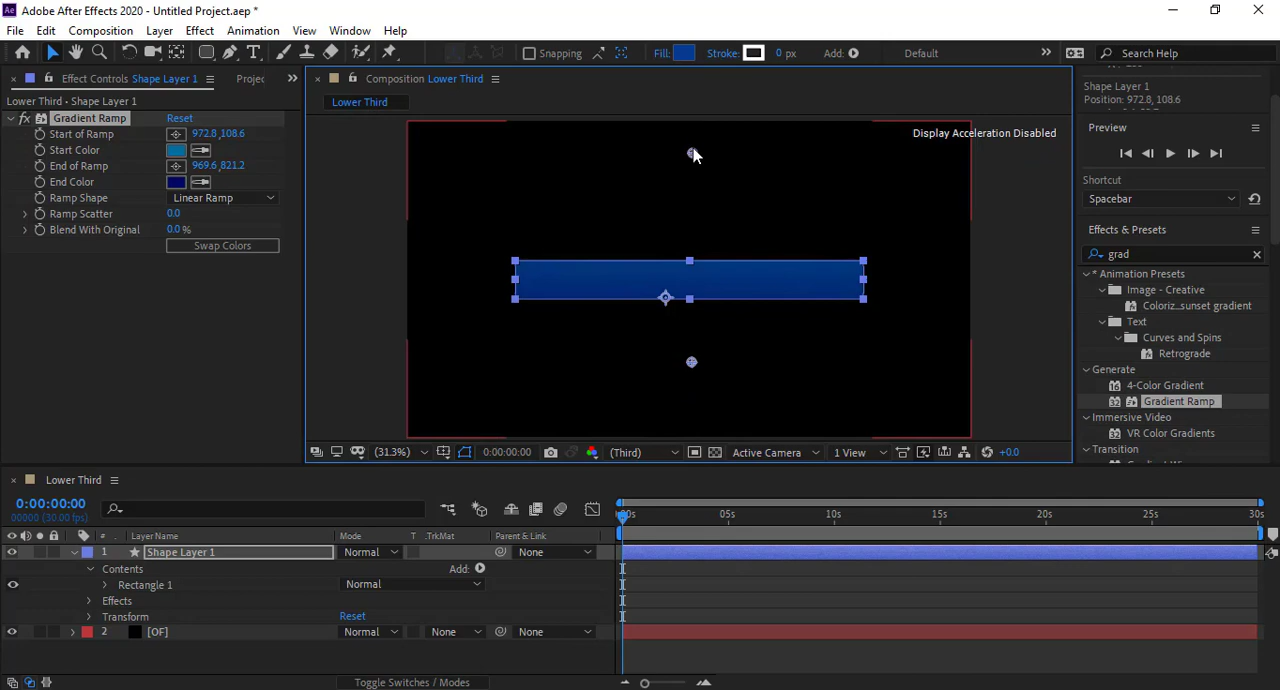 Adobe After Effects 2020 - Untitled Project.aep *
File Edit Composition Layer Effect Animation View Window Help
Snapping Fill: Stroke: 0 px Add: Default Search Help
Effect Controls Shape Layer 1 Projec
Composition Lower Third
Lower Third • Shape Layer 1
Lower Third
Gradient Ramp Reset
Start of Ramp 972.8 ,108.6
Start Color
End of Ramp 969.6 ,821.2
End Color
Ramp Shape Linear Ramp
Ramp Scatter 0.0
Blend With Original 0.0 %
Swap Colors
Display Acceleration Disabled
(31.3%) 0:00:00:00 (Third) Active Camera 1 View +0.0
Shape Layer 1
Position: 972.8, 108.6
Preview
Shortcut
Spacebar
Effects & Presets
grad
* Animation Presets
Image - Creative
Coloriz...sunset gradient
Text
Curves and Spins
Retrograde
Generate
16 4-Color Gradient
32 Gradient Ramp
Immersive Video
32 VR Color Gradients
Transition
Lower Third
0:00:00:00
00000 (30.00 fps)
# Layer Name Mode T .TrkMat Parent & Link
1 Shape Layer 1 Normal None
Contents Add:
Rectangle 1 Normal
Effects
Transform Reset
2 [OF] Normal None None
00s 05s 10s 15s 20s 25s 30s
Toggle Switches / Modes